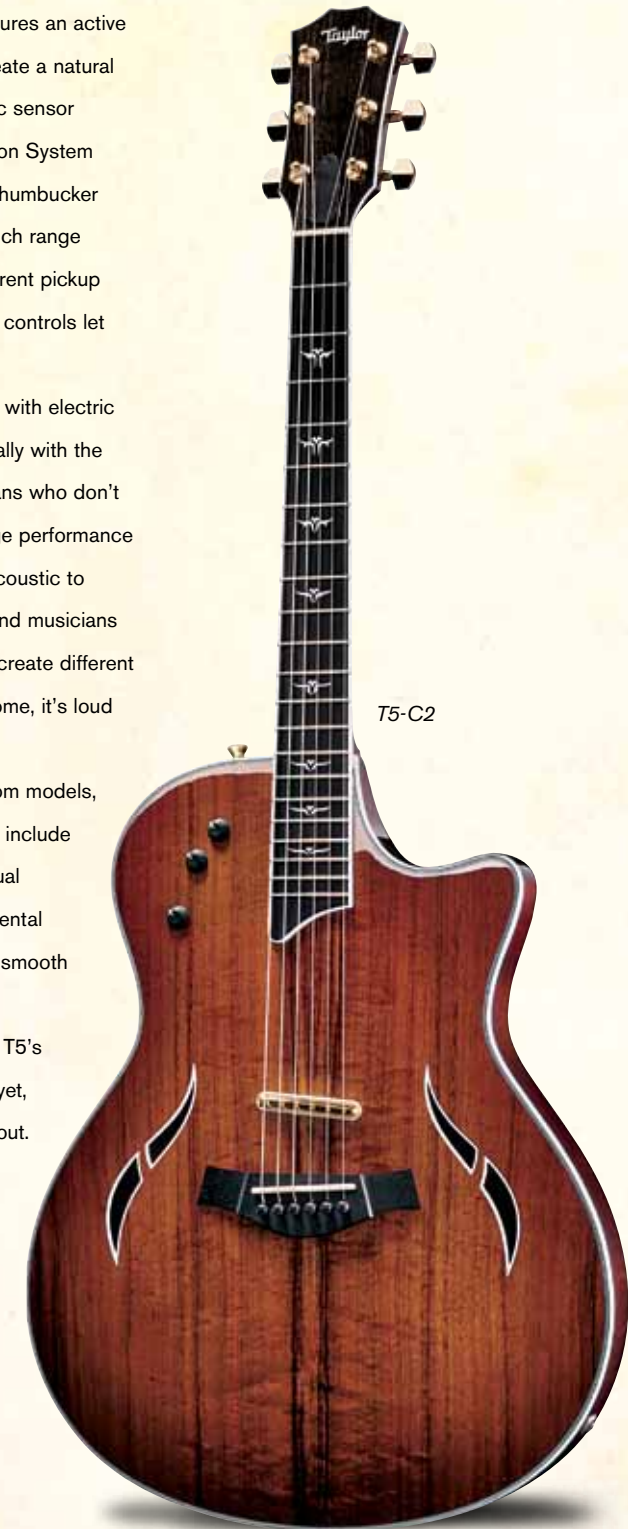 Taylor
ures an active
eate a natural
c sensor
on System
humbucker
ch range
rent pickup
controls let
with electric
ally with the
ans who don't
ge performance
coustic to
nd musicians
create different
ome, it's loud
T5-C2
om models,
include
ual
ental
smooth
T5's
yet,
out.